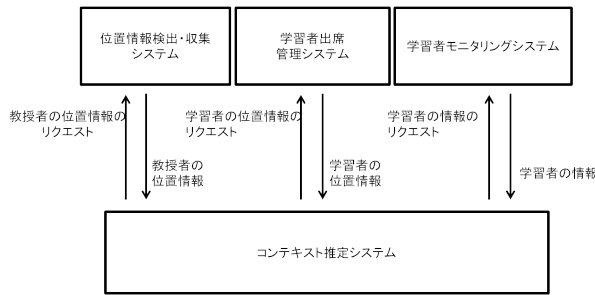 位置情報検出・収集
システム
学習者出席
管理システム
学習者モニタリングシステム
教授者の位置情報の
リクエスト
学習者の位置情報の
リクエスト
学習者の情報の
リクエスト
教授者の
位置情報
学習者の
位置情報
学習者の情報
コンテキスト推定システム